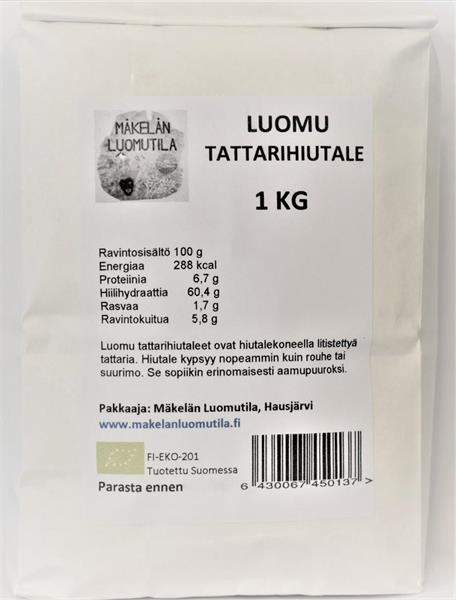 MÄKELÄN
LUOMUTILA
LUOMU
TATTARIHIUTALE
1 KG
Ravintosisältö 100 g
Energiaa 288 kcal
Proteiinia 6,7 g
Hiilihydraattia 60,4 g
Rasvaa 1,7 g
Ravintokuitua 5,8 g
Luomu tattarihiutaleet ovat hiutalekoneella litistettyä
tattaria. Hiutale kypsyy nopeammin kuin rouhe tai
suurimo. Se sopiikin erinomaisesti aamupuuroksi.
Pakkaaja: Mäkelän Luomutila, Hausjärvi
www.makelanluomutila.fi
FI-EKO-201
Tuotettu Suomessa
Parasta ennen
6 430067 450137 >